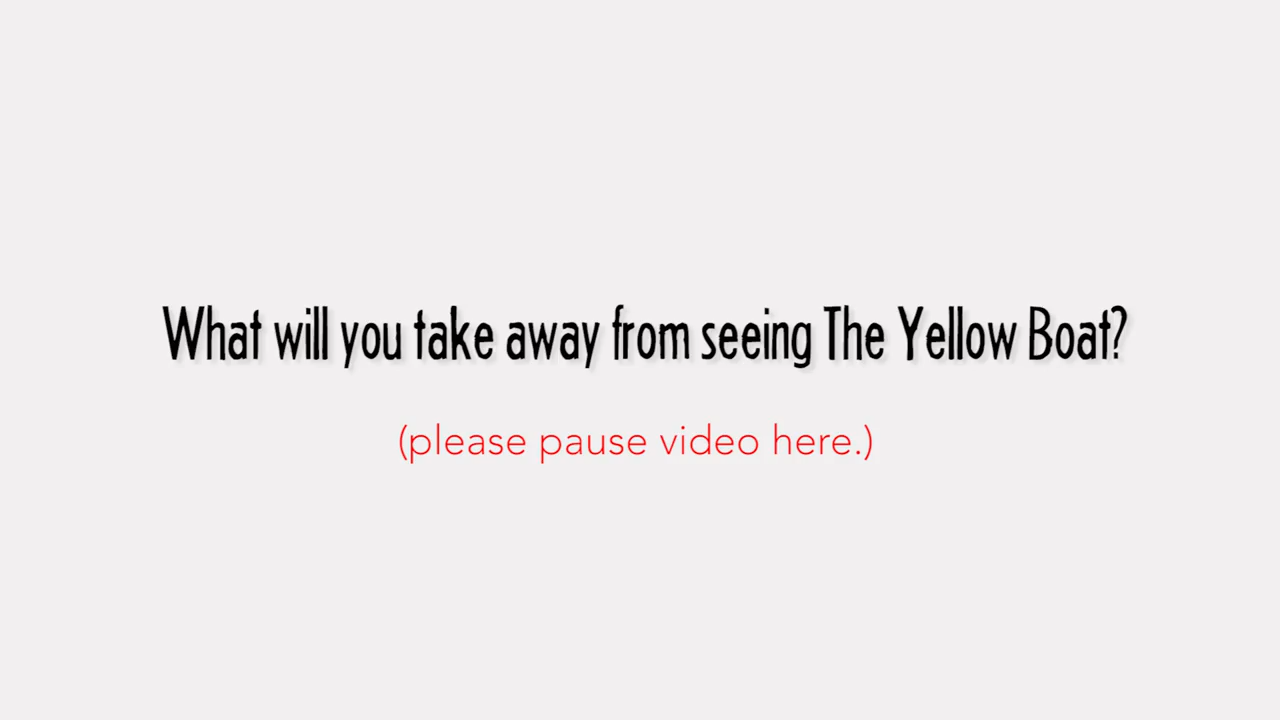 What will you take away from seeing The Yellow Boat?
(please pause video here.)